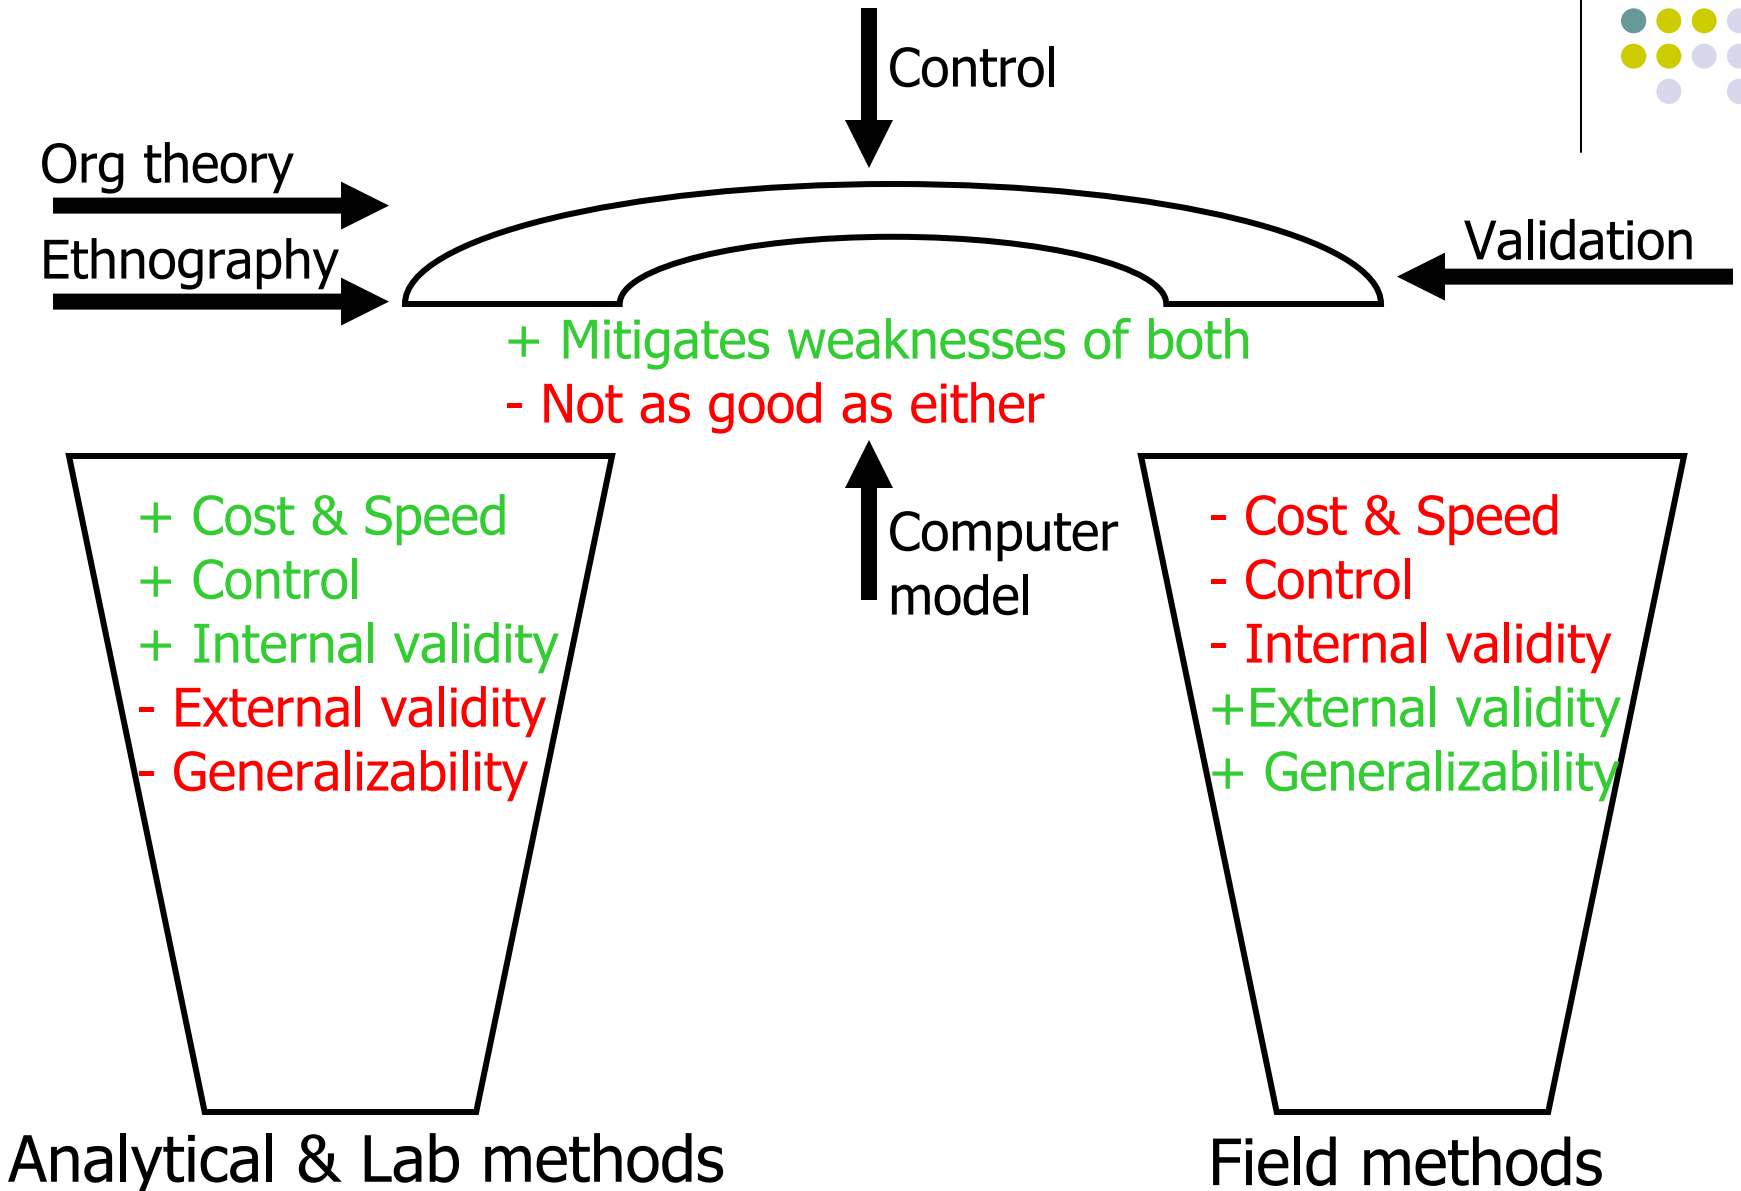 Control
Org theory
Ethnography
Validation
+ Mitigates weaknesses of both
- Not as good as either
+ Cost & Speed
+ Control
+ Internal validity
- External validity
- Generalizability
Computer
model
- Cost & Speed
- Control
- Internal validity
+External validity
+ Generalizability
Analytical & Lab methods
Field methods